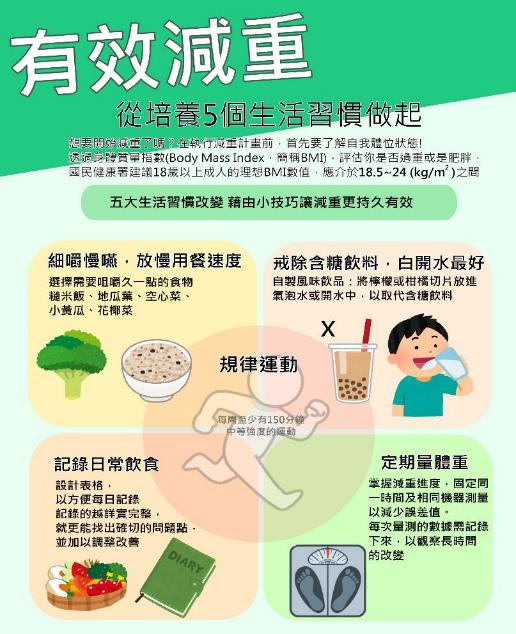 有效減重
從培養5個生活習慣做起
想要開始減重了嗎？在執行減重計畫前，首先要了解自我體位狀態!
透過身體質量指數(Body Mass Index，簡稱BMI)，評估你是否過重或是肥胖，
國民健康署建議18歲以上成人的理想BMI數值，應介於18.5~24 (kg/m²)之間
五大生活習慣改變 藉由小技巧讓減重更持久有效
細嚼慢嚥，放慢用餐速度
選擇需要咀嚼久一點的食物
糙米飯、地瓜葉、空心菜、
小黃瓜、花椰菜
戒除含糖飲料，白開水最好
自製風味飲品：將檸檬或柑橘切片放進
氣泡水或開水中，以取代含糖飲料
X
規律運動
每周至少有150分鐘
中等強度的運動
記錄日常飲食
設計表格，
以方便每日記錄
記錄的越詳實完整，
就更能找出確切的問題點，
並加以調整改善
DIARY
定期量體重
掌握減重進度，固定同
一時間及相同機器測量
以減少誤差值。
每次量測的數據需記錄
下來，以觀察長時間
的改變